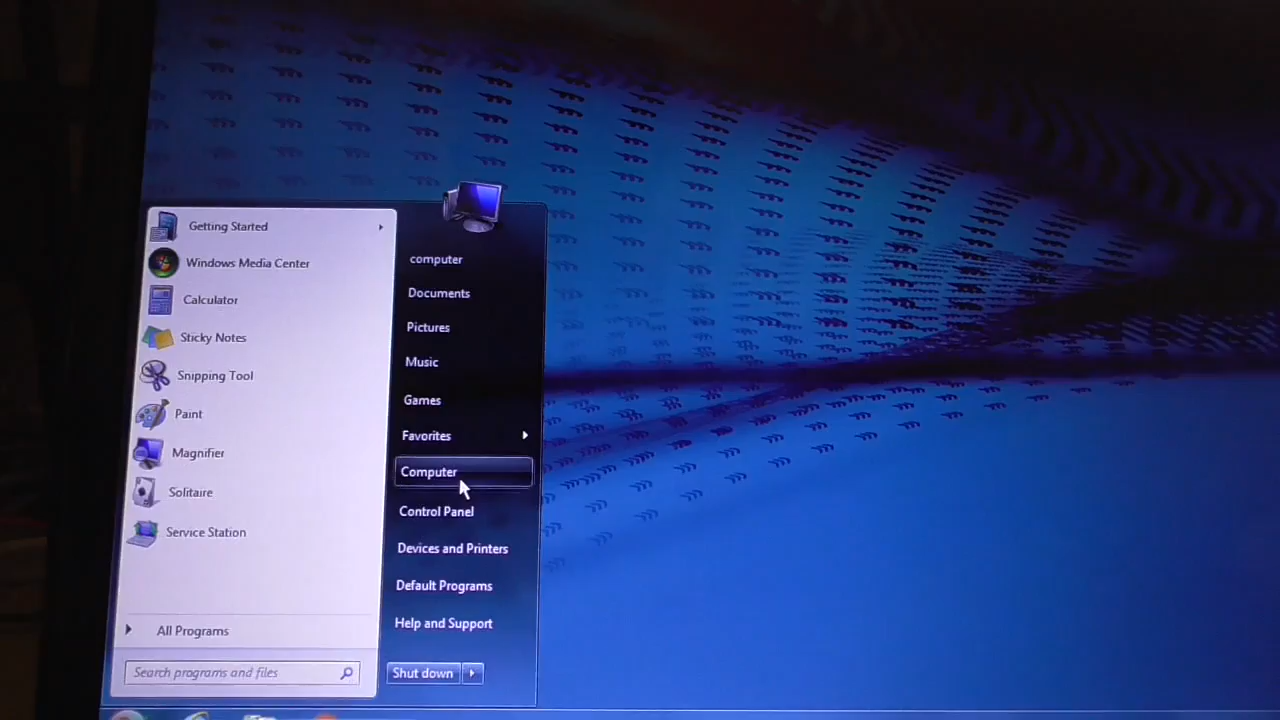 Getting Started
Windows Media Center
Calculator
Sticky Notes
Snipping Tool
Paint
Magnifier
Solitaire
Service Station
All Programs
Search programs and files
computer
Documents
Pictures
Music
Games
Favorites
Computer
Control Panel
Devices and Printers
Default Programs
Help and Support
Shut down